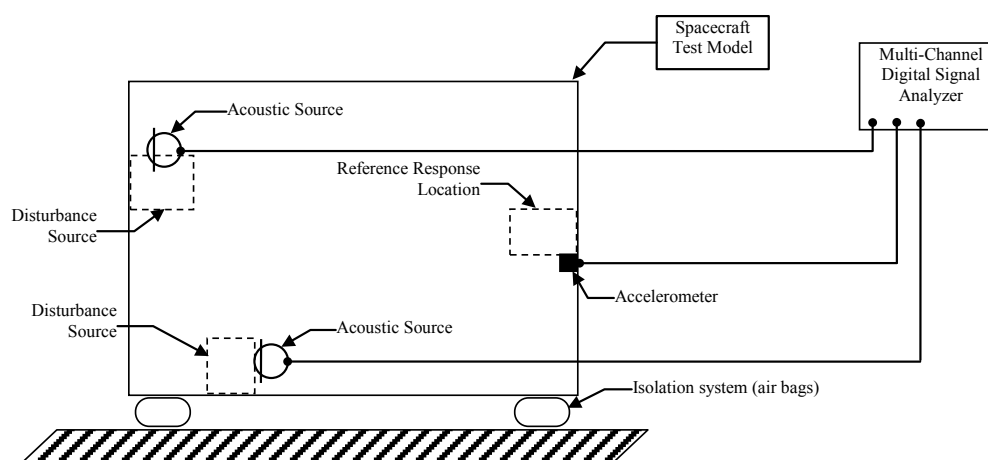 Spacecraft
Test Model
Multi-Channel
Digital Signal
Analyzer
Acoustic Source
Reference Response
Location
Disturbance
Source
Accelerometer
Disturbance
Source
Acoustic Source
Isolation system (air bags)